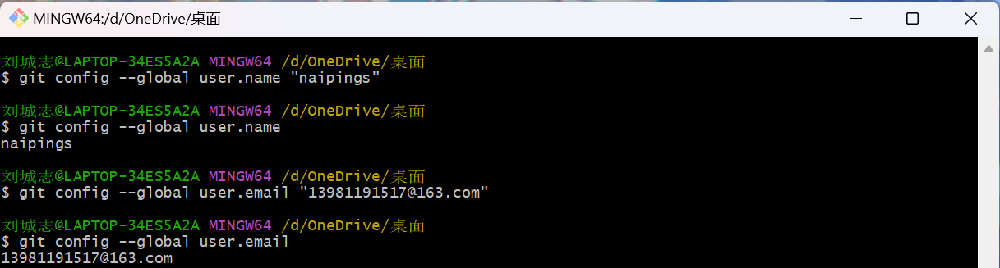 MINGW64:/d/OneDrive/桌面
刘城志@LAPTOP-34ES5A2A MINGW64 /d/OneDrive/桌面
$ git config --global user.name "naipings"
刘城志@LAPTOP-34ES5A2A MINGW64 /d/OneDrive/桌面
$ git config --global user.name
naipings
刘城志@LAPTOP-34ES5A2A MINGW64 /d/OneDrive/桌面
$ git config --global user.email "13981191517@163.com"
刘城志@LAPTOP-34ES5A2A MINGW64 /d/OneDrive/桌面
$ git config --global user.email
13981191517@163.com